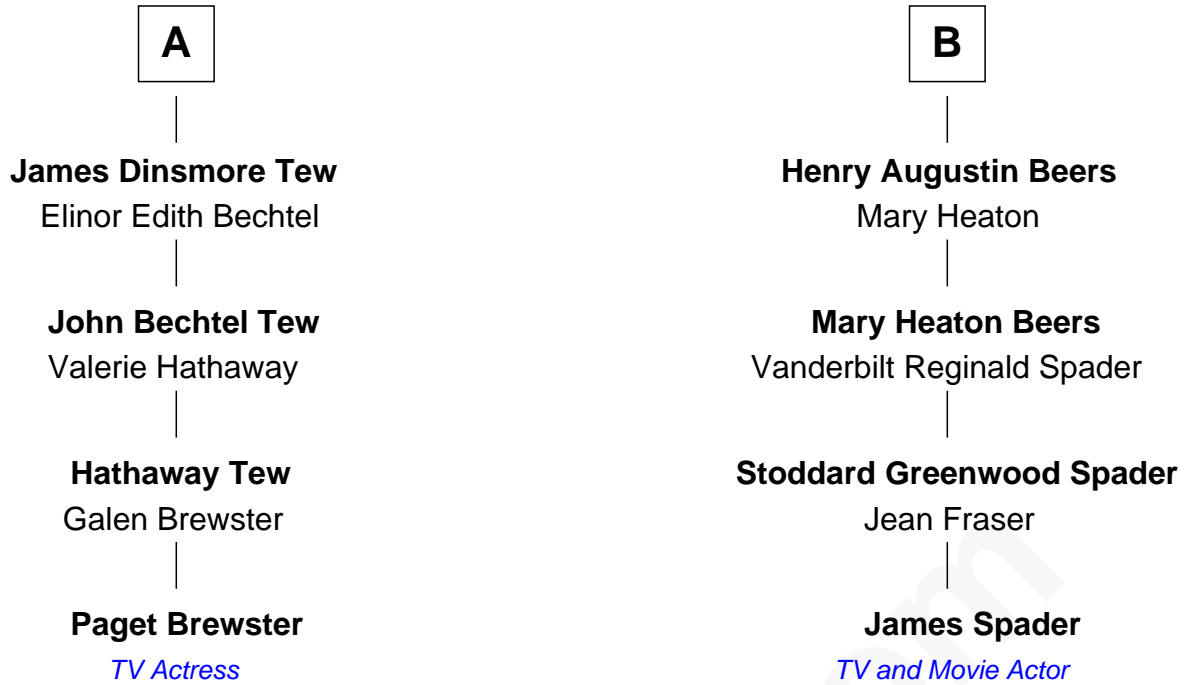 A
James Dinsmore Tew
Elinor Edith Bechtel
John Bechtel Tew
Valerie Hathaway
Hathaway Tew
Galen Brewster
Paget Brewster
TV Actress
B
Henry Augustin Beers
Mary Heaton
Mary Heaton Beers
Vanderbilt Reginald Spader
Stoddard Greenwood Spader
Jean Fraser
James Spader
TV and Movie Actor